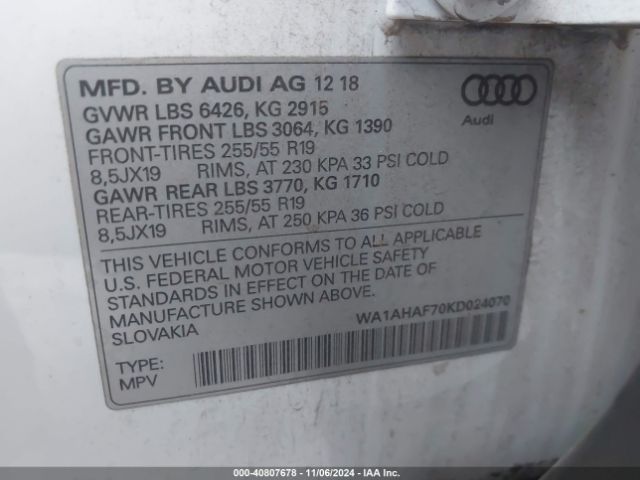 MFD. BY AUDI AG 12 18
GVWR LBS 6426, KG 2915
GAWR FRONT LBS 3064, KG 1390
FRONT-TIRES 255/55 R19
8,5JX19 RIMS, AT 230 KPA 33 PSI COLD
GAWR REAR LBS 3770, KG 1710
REAR-TIRES 255/55 R19
8,5JX19 RIMS, AT 250 KPA 36 PSI COLD
Audi
THIS VEHICLE CONFORMS TO ALL APPLICABLE
U.S. FEDERAL MOTOR VEHICLE SAFETY
STANDARDS IN EFFECT ON THE DATE OF
MANUFACTURE SHOWN ABOVE.
SLOVAKIA
WA1AHAF70KD024070
TYPE:
MPV
000-40807678 - 11/06/2024 - IAA Inc.